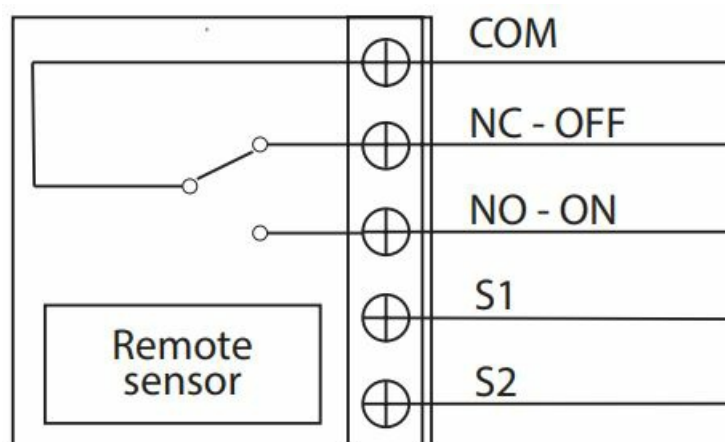 COM
NC - OFF
NO - ON
S1
Remote
sensor
S2